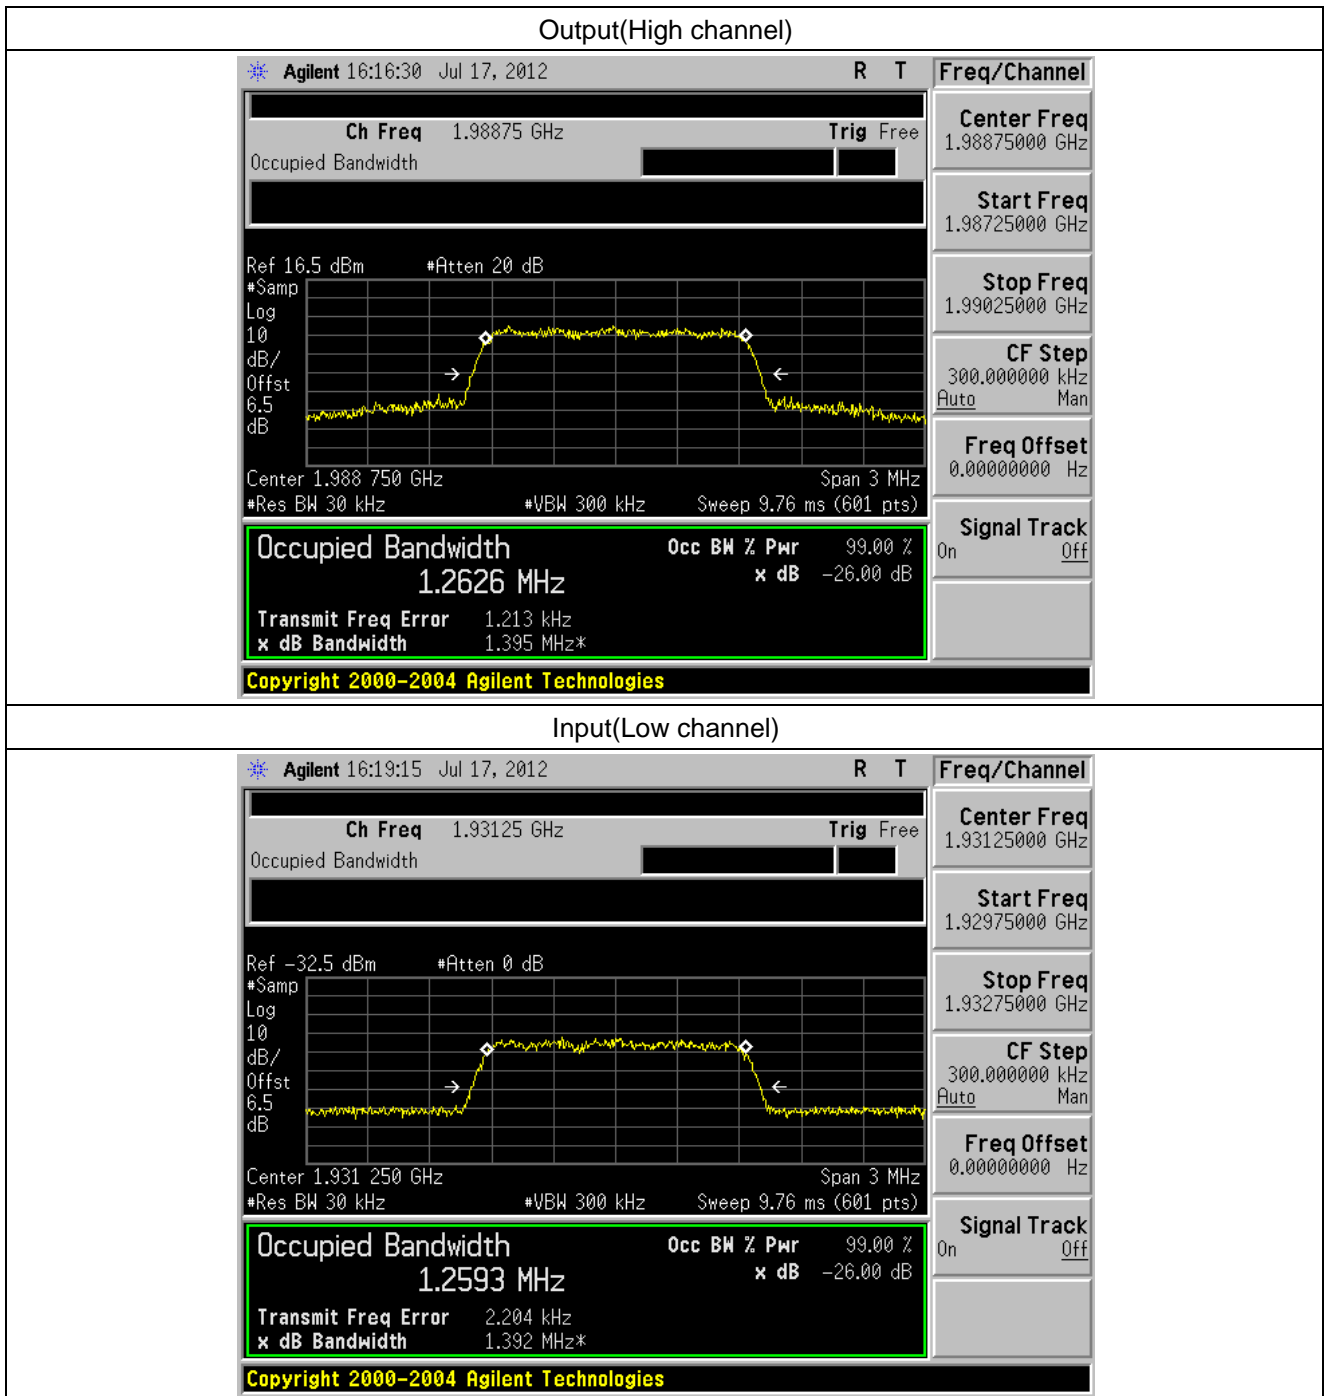 Output(High channel)
Agilent 16:16:30 Jul 17, 2012 R T
Freq/Channel
Ch Freq 1.98875 GHz Trig Free
Occupied Bandwidth
Center Freq
1.98875000 GHz
Start Freq
1.98725000 GHz
Stop Freq
1.99025000 GHz
CF Step
300.000000 kHz
Auto Man
Freq Offset
0.00000000 Hz
Signal Track
On Off
Ref 16.5 dBm #Atten 20 dB
#Samp
Log
10
dB/
Offst
6.5
dB
Center 1.988 750 GHz Span 3 MHz
#Res BW 30 kHz #VBW 300 kHz Sweep 9.76 ms (601 pts)
Occupied Bandwidth Occ BW % Pwr 99.00 %
1.2626 MHz x dB -26.00 dB
Transmit Freq Error 1.213 kHz
x dB Bandwidth 1.395 MHz*
Copyright 2000-2004 Agilent Technologies
Input(Low channel)
Agilent 16:19:15 Jul 17, 2012 R T
Freq/Channel
Ch Freq 1.93125 GHz Trig Free
Occupied Bandwidth
Center Freq
1.93125000 GHz
Start Freq
1.92975000 GHz
Stop Freq
1.93275000 GHz
CF Step
300.000000 kHz
Auto Man
Freq Offset
0.00000000 Hz
Signal Track
On Off
Ref -32.5 dBm #Atten 0 dB
#Samp
Log
10
dB/
Offst
6.5
dB
Center 1.931 250 GHz Span 3 MHz
#Res BW 30 kHz #VBW 300 kHz Sweep 9.76 ms (601 pts)
Occupied Bandwidth Occ BW % Pwr 99.00 %
1.2593 MHz x dB -26.00 dB
Transmit Freq Error 2.204 kHz
x dB Bandwidth 1.392 MHz*
Copyright 2000-2004 Agilent Technologies